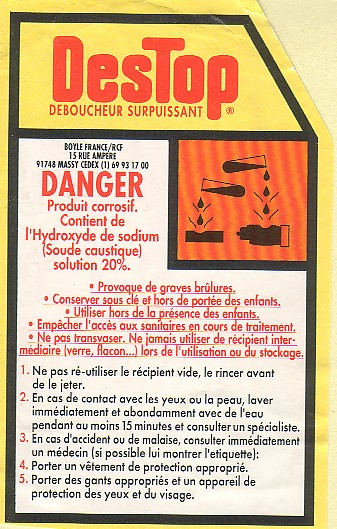 DesTop
DEBOUCHEUR SURPUISSANT ®
BOYLE FRANCE/RCF
15 RUE AMPÈRE
91748 MASSY CEDEX (1) 69 93 17 00
DANGER
Produit corrosif.
Contient de
l'Hydroxyde de sodium
(Soude caustique)
solution 20%.
• Provoque de graves brûlures.
• Conserver sous clé et hors de portée des enfants.
• Utiliser hors de la présence des enfants.
• Empêcher l'accès aux sanitaires en cours de traitement.
• Ne pas transvaser. Ne jamais utiliser de récipient inter-
médiaire (verre, flacon...) lors de l'utilisation ou du stockage.
1. Ne pas ré-utiliser le récipient vide, le rincer avant
de le jeter.
2. En cas de contact avec les yeux ou la peau, laver
immédiatement et abondamment avec de l'eau
pendant au moins 15 minutes et consulter un spécialiste.
3. En cas d'accident ou de malaise, consulter immédiatement
un médecin (si possible lui montrer l'etiquette):
4. Porter un vêtement de protection approprié.
5. Porter des gants appropriés et un appareil de
protection des yeux et du visage.